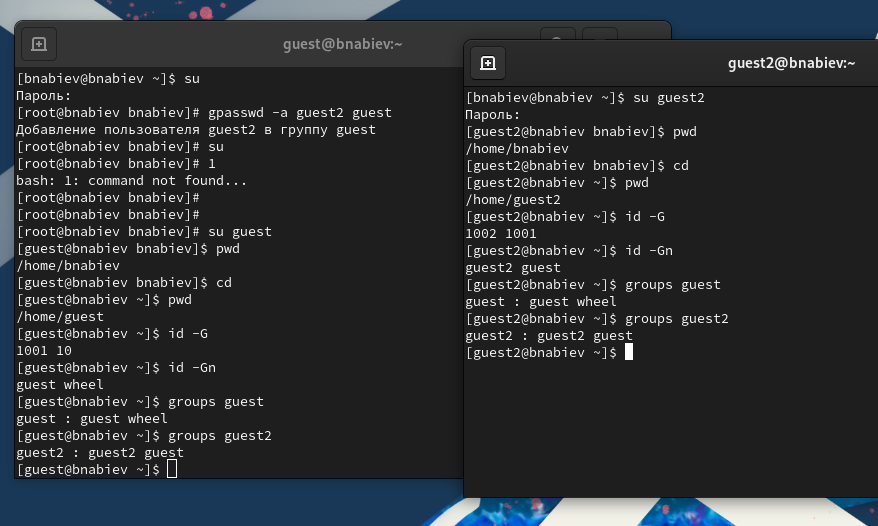 guest@bnabiev:~
[bnabiev@bnabiev ~]$ su
Пароль:
[root@bnabiev bnabiev]# gpasswd -a guest2 guest
Добавление пользователя guest2 в группу guest
[root@bnabiev bnabiev]# su
[root@bnabiev bnabiev]# 1
bash: 1: command not found...
[root@bnabiev bnabiev]#
[root@bnabiev bnabiev]#
[root@bnabiev bnabiev]# su guest
[guest@bnabiev bnabiev]$ pwd
/home/bnabiev
[guest@bnabiev bnabiev]$ cd
[guest@bnabiev ~]$ pwd
/home/guest
[guest@bnabiev ~]$ id -G
1001 10
[guest@bnabiev ~]$ id -Gn
guest wheel
[guest@bnabiev ~]$ groups guest
guest : guest wheel
[guest@bnabiev ~]$ groups guest2
guest2 : guest2 guest
[guest@bnabiev ~]$
guest2@bnabiev:~
[bnabiev@bnabiev ~]$ su guest2
Пароль:
[guest2@bnabiev bnabiev]$ pwd
/home/bnabiev
[guest2@bnabiev bnabiev]$ cd
[guest2@bnabiev ~]$ pwd
/home/guest2
[guest2@bnabiev ~]$ id -G
1002 1001
[guest2@bnabiev ~]$ id -Gn
guest2 guest
[guest2@bnabiev ~]$ groups guest
guest : guest wheel
[guest2@bnabiev ~]$ groups guest2
guest2 : guest2 guest
[guest2@bnabiev ~]$